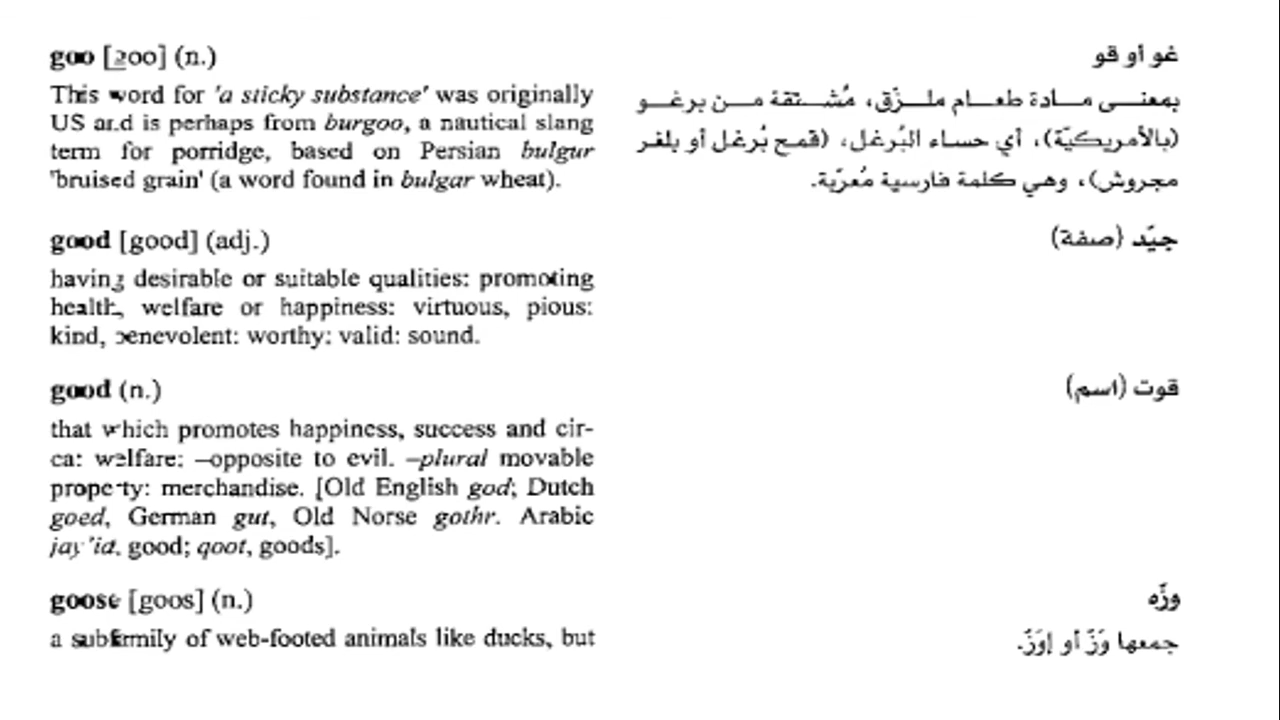 goo [goo] (n.)
غو أو قو
This word for 'a sticky substance' was originally
US and is perhaps from burgoo, a nautical slang
term for porridge, based on Persian bulgur
'bruised grain' (a word found in bulgar wheat).
بمعنى مادة طعام ملزّق، مُشتقة من برغو
(بالأمريكيّة)، أي حساء البُرغل، (قمح بُرغل أو بلغر
مجروش)، وهي كلمة فارسية مُعرّبة.
good [good] (adj.)
جيّد (صفة)
having desirable or suitable qualities: promoting
health, welfare or happiness: virtuous, pious:
kind, benevolent: worthy: valid: sound.
good (n.)
قوت (اسم)
that which promotes happiness, success and cir-
ca: welfare: –opposite to evil. –plural movable
property: merchandise. [Old English god; Dutch
goed, German gut, Old Norse gothr. Arabic
jay'id, good; qoot, goods].
goose [goos] (n.)
وزّه
a subfamily of web-footed animals like ducks, but
جمعها وَزّ أو إوَزّ.